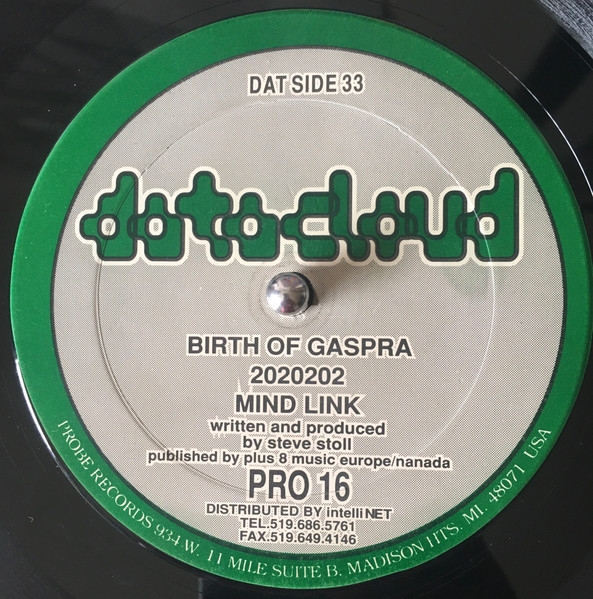 DAT SIDE 33
datacloud
BIRTH OF GASPRA
2020202
MIND LINK
written and produced
by steve stoll
published by plus 8 music europe/nanada
PRO 16
DISTRIBUTED BY intelliNET
TEL.519.686.5761
FAX.519.649.4146
PROBE RECORDS 934 W. 11 MILE SUITE B. MADISON HTS. MI. 48071 USA